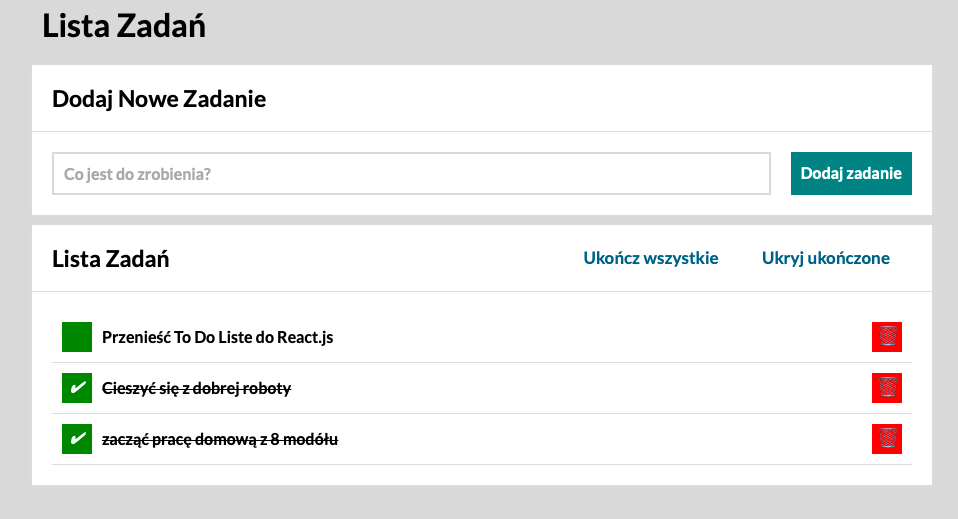 Lista Zadań
Dodaj Nowe Zadanie
Co jest do zrobienia?
Dodaj zadanie
Lista Zadań
Ukończ wszystkie
Ukryj ukończone
Przenieść To Do Liste do React.js
Cieszyć się z dobrej roboty
zacząć pracę domową z 8 modółu